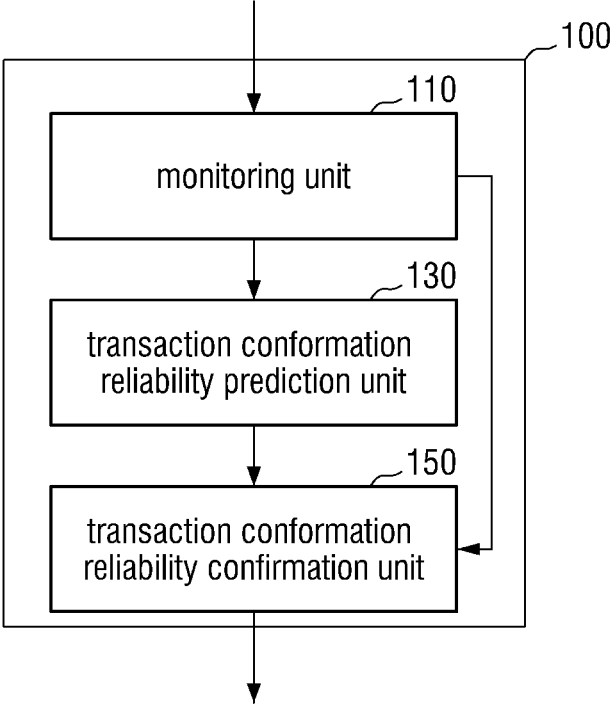 100
110
monitoring unit
130
transaction conformation
reliability prediction unit
150
transaction conformation
reliability confirmation unit